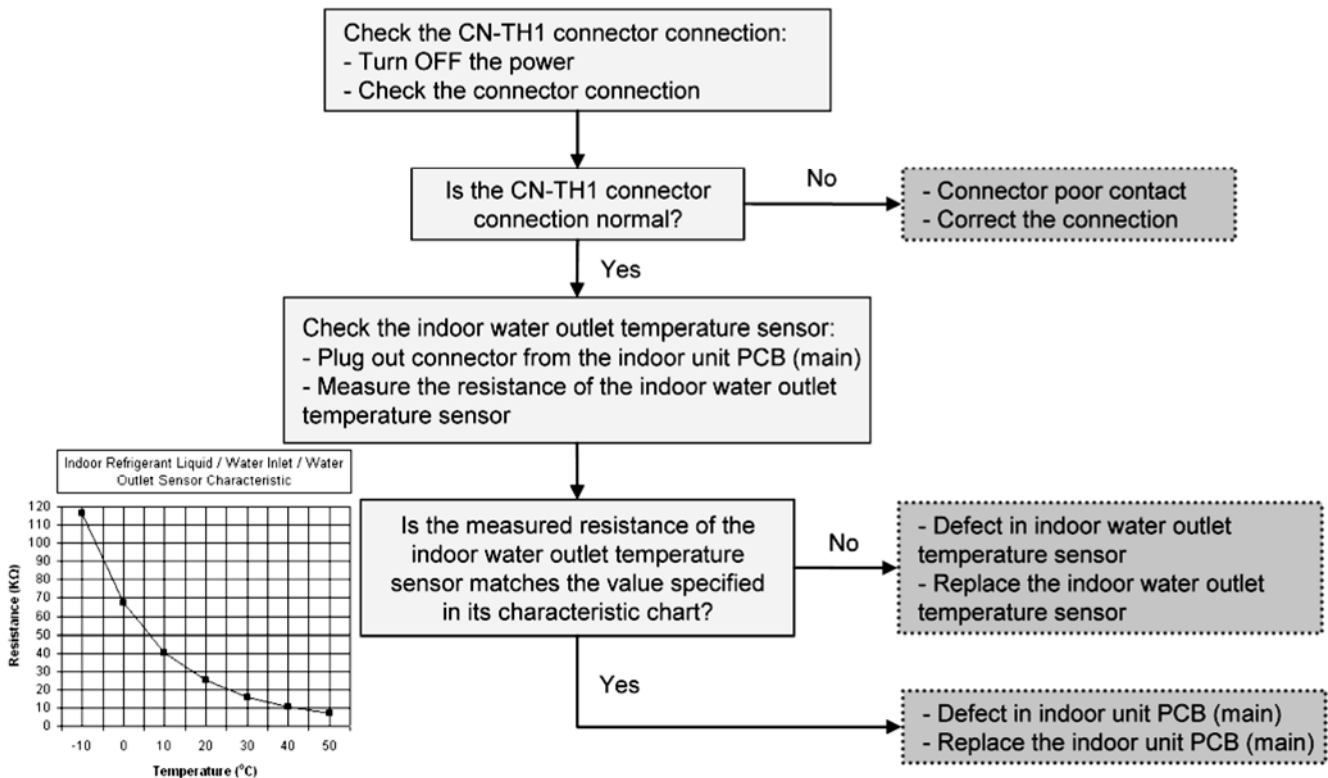 Check the CN-TH1 connector connection:
- Turn OFF the power
- Check the connector connection
Is the CN-TH1 connector
connection normal?
No
- Connector poor contact
- Correct the connection
Yes
Check the indoor water outlet temperature sensor:
- Plug out connector from the indoor unit PCB (main)
- Measure the resistance of the indoor water outlet
temperature sensor
Is the measured resistance of the
indoor water outlet temperature
sensor matches the value specified
in its characteristic chart?
No
- Defect in indoor water outlet
temperature sensor
- Replace the indoor water outlet
temperature sensor
Yes
- Defect in indoor unit PCB (main)
- Replace the indoor unit PCB (main)
Indoor Refrigerant Liquid / Water Inlet / Water
Outlet Sensor Characteristic
Resistance (KΩ)
120
110
100
90
80
70
60
50
40
30
20
10
0
-10 0 10 20 30 40 50
Temperature (°C)